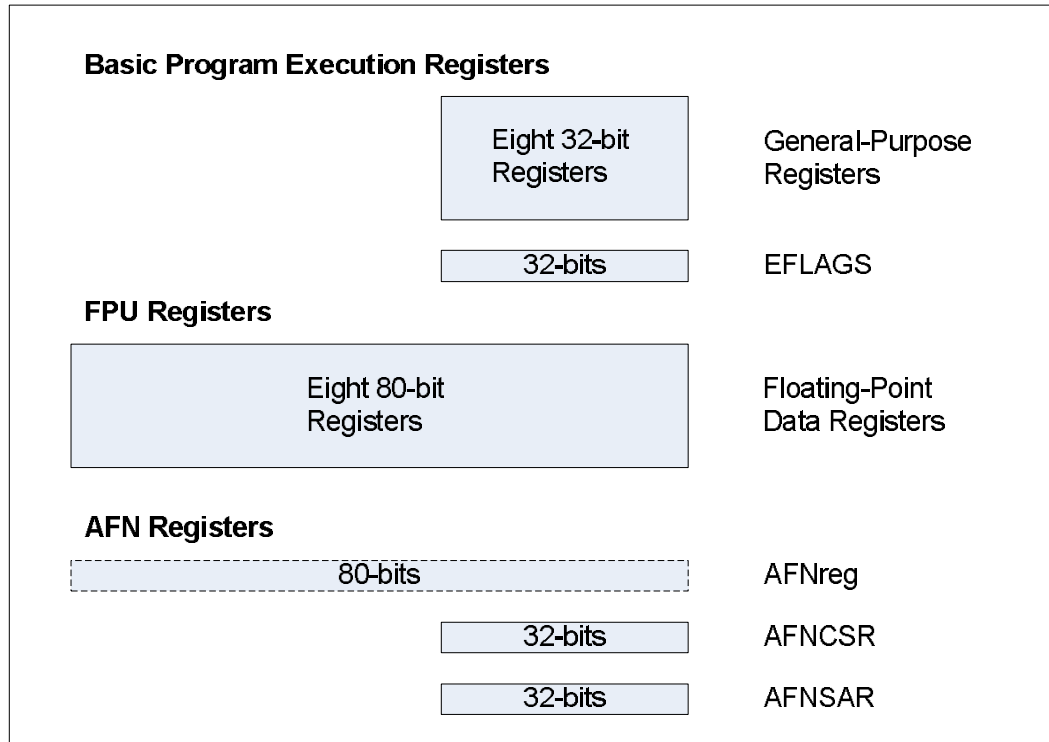 Basic Program Execution Registers
Eight 32-bit
Registers
General-Purpose
Registers
32-bits
EFLAGS
FPU Registers
Eight 80-bit
Registers
Floating-Point
Data Registers
AFN Registers
80-bits
AFNreg
32-bits
AFNCSR
32-bits
AFNSAR